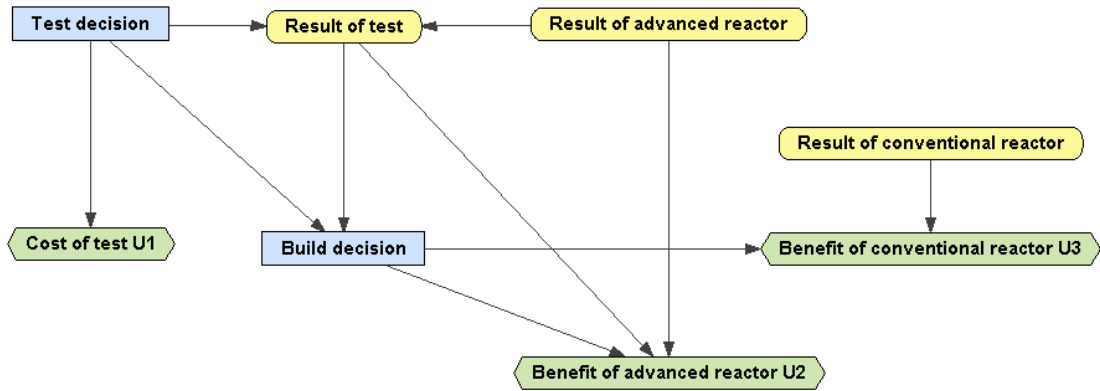 Test decision
Result of test
Result of advanced reactor
Result of conventional reactor
Cost of test U1
Build decision
Benefit of conventional reactor U3
Benefit of advanced reactor U2